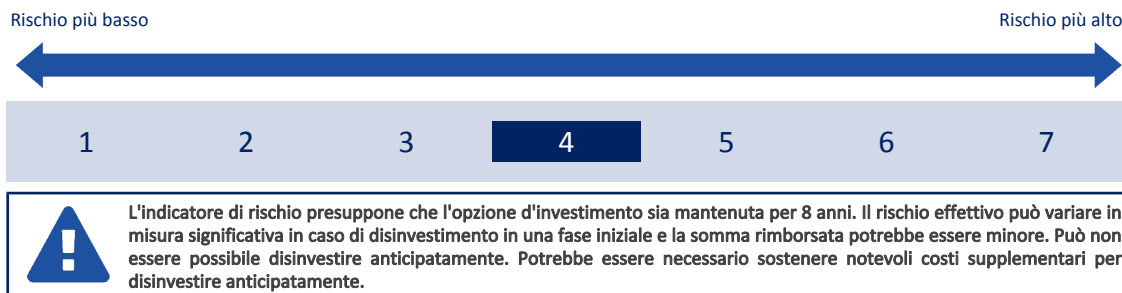 Rischio più basso Rischio più alto
1 2 3 4 5 6 7
L'indicatore di rischio presuppone che l'opzione d'investimento sia mantenuta per 8 anni. Il rischio effettivo può variare in
misura significativa in caso di disinvestimento in una fase iniziale e la somma rimborsata potrebbe essere minore. Può non
essere possibile disinvestire anticipatamente. Potrebbe essere necessario sostenere notevoli costi supplementari per
disinvestire anticipatamente.